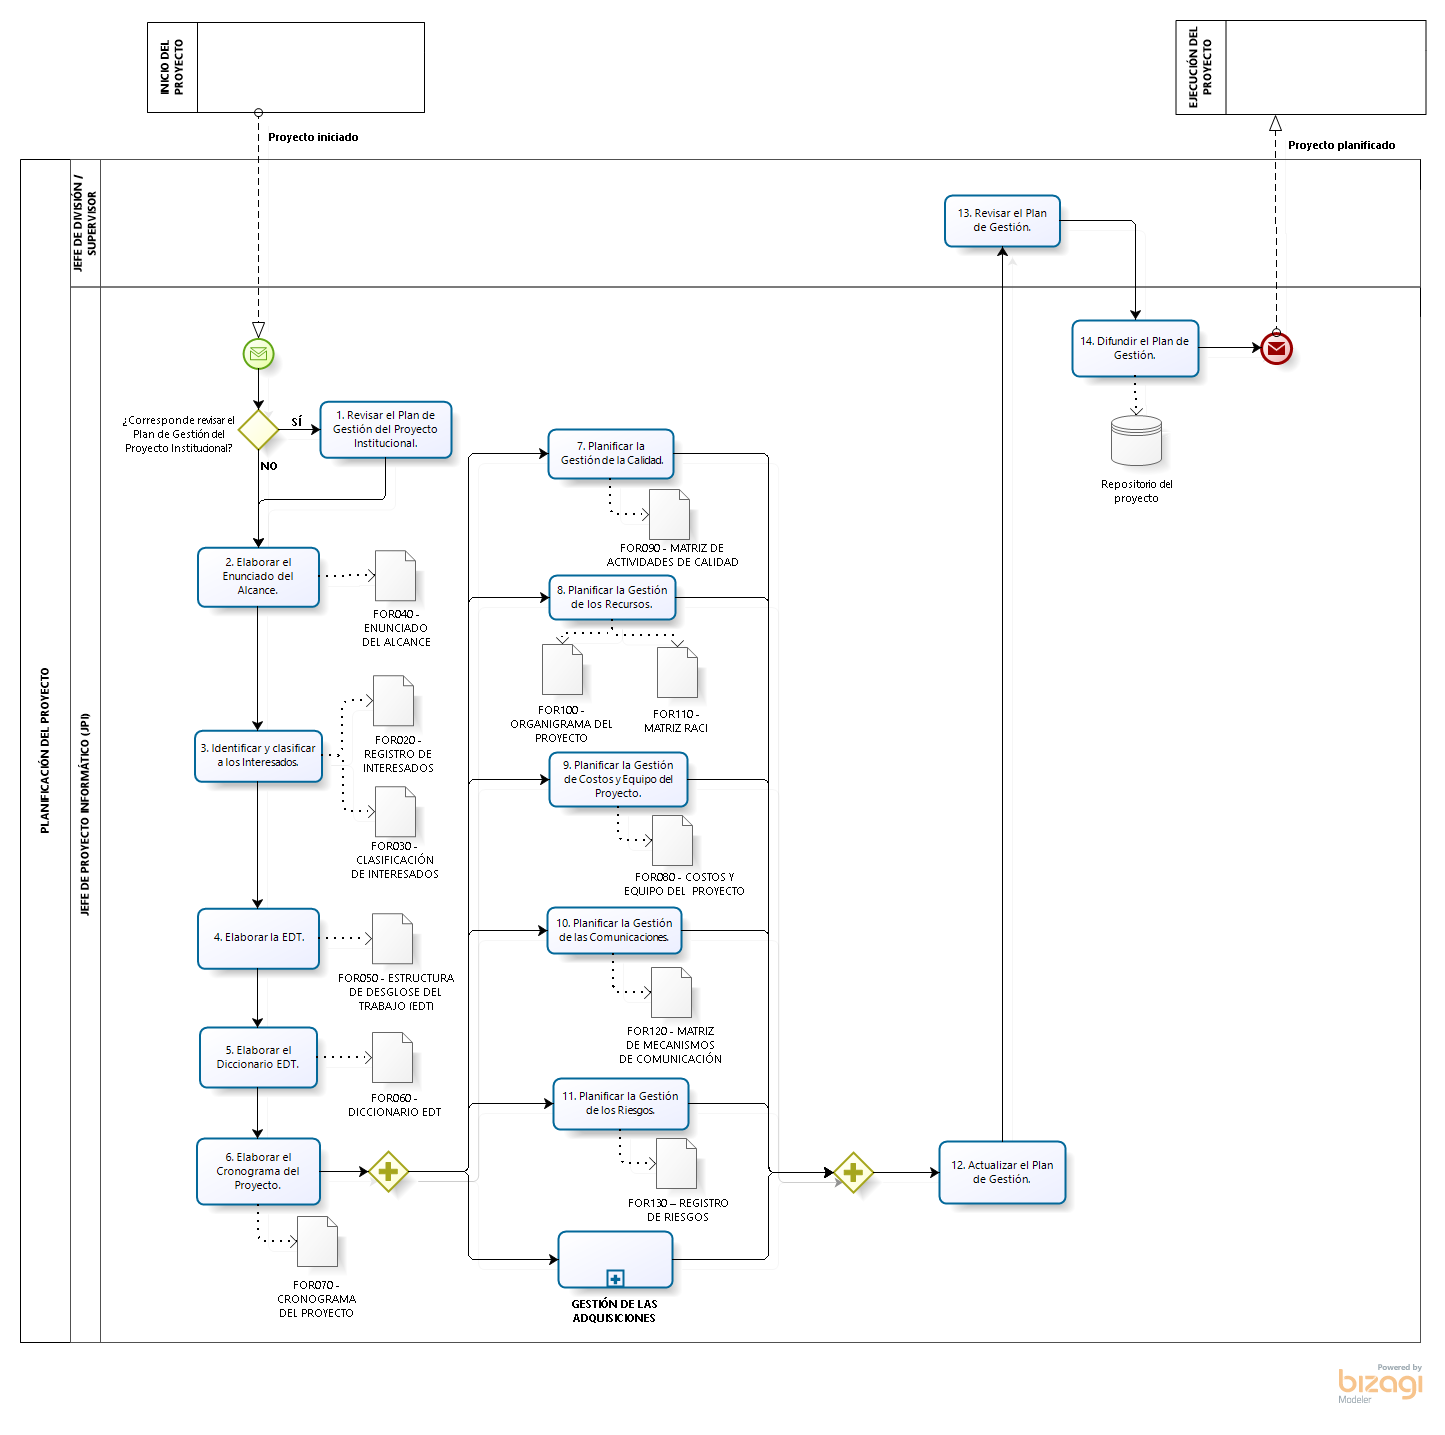 INICIO DEL
PROYECTO
EJECUCIÓN DEL
PROYECTO
Proyecto iniciado
Proyecto planificado
PLANIFICACIÓN DEL PROYECTO
JEFE DE DIVISIÓN /
SUPERVISOR
JEFE DE PROYECTO INFORMÁTICO (JPI)
13. Revisar el Plan
de Gestión.
14. Difundir el Plan de
Gestión.
Repositorio del
proyecto
¿Corresponde revisar el
Plan de Gestión del
Proyecto Institucional?
SÍ
NO
1. Revisar el Plan de
Gestión del Proyecto
Institucional.
2. Elaborar el
Enunciado del
Alcance.
FOR040 -
ENUNCIADO
DEL ALCANCE
3. Identificar y clasificar
a los Interesados.
FOR020 -
REGISTRO DE
INTERESADOS
FOR030 -
CLASIFICACIÓN
DE INTERESADOS
4. Elaborar la EDT.
FOR050 - ESTRUCTURA
DE DESGLOSE DEL
TRABAJO (EDT)
5. Elaborar el
Diccionario EDT.
FOR060 -
DICCIONARIO EDT
6. Elaborar el
Cronograma del
Proyecto.
FOR070 -
CRONOGRAMA
DEL PROYECTO
7. Planificar la
Gestión de la Calidad.
FOR090 - MATRIZ DE
ACTIVIDADES DE CALIDAD
8. Planificar la Gestión
de los Recursos.
FOR100 -
ORGANIGRAMA DEL
PROYECTO
FOR110 -
MATRIZ RACI
9. Planificar la Gestión
de Costos y Equipo del
Proyecto.
FOR080 - COSTOS Y
EQUIPO DEL PROYECTO
10. Planificar la Gestión
de las Comunicaciones.
FOR120 - MATRIZ
DE MECANISMOS
DE COMUNICACIÓN
11. Planificar la Gestión
de los Riesgos.
FOR130 – REGISTRO
DE RIESGOS
GESTIÓN DE LAS
ADQUISICIONES
12. Actualizar el Plan
de Gestión.
Powered by
bizagi
Modeler